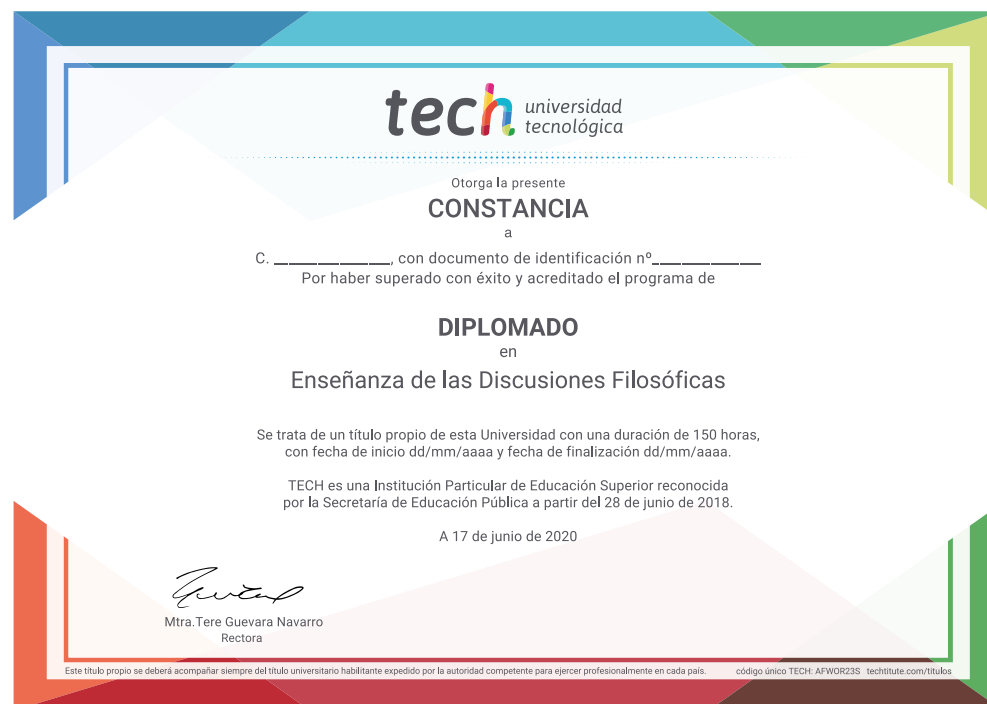 tech universidad
tecnológica
Otorga la presente
CONSTANCIA
a
C. ______________, con documento de identificación nº_____________
Por haber superado con éxito y acreditado el programa de
DIPLOMADO
en
Enseñanza de las Discusiones Filosóficas
Se trata de un título propio de esta Universidad con una duración de 150 horas,
con fecha de inicio dd/mm/aaaa y fecha de finalización dd/mm/aaaa.
TECH es una Institución Particular de Educación Superior reconocida
por la Secretaría de Educación Pública a partir del 28 de junio de 2018.
A 17 de junio de 2020
Mtra.Tere Guevara Navarro
Rectora
Este título propio se deberá acompañar siempre del título universitario habilitante expedido por la autoridad competente para ejercer profesionalmente en cada país. código único TECH: AFWOR23S techtitute.com/titulos